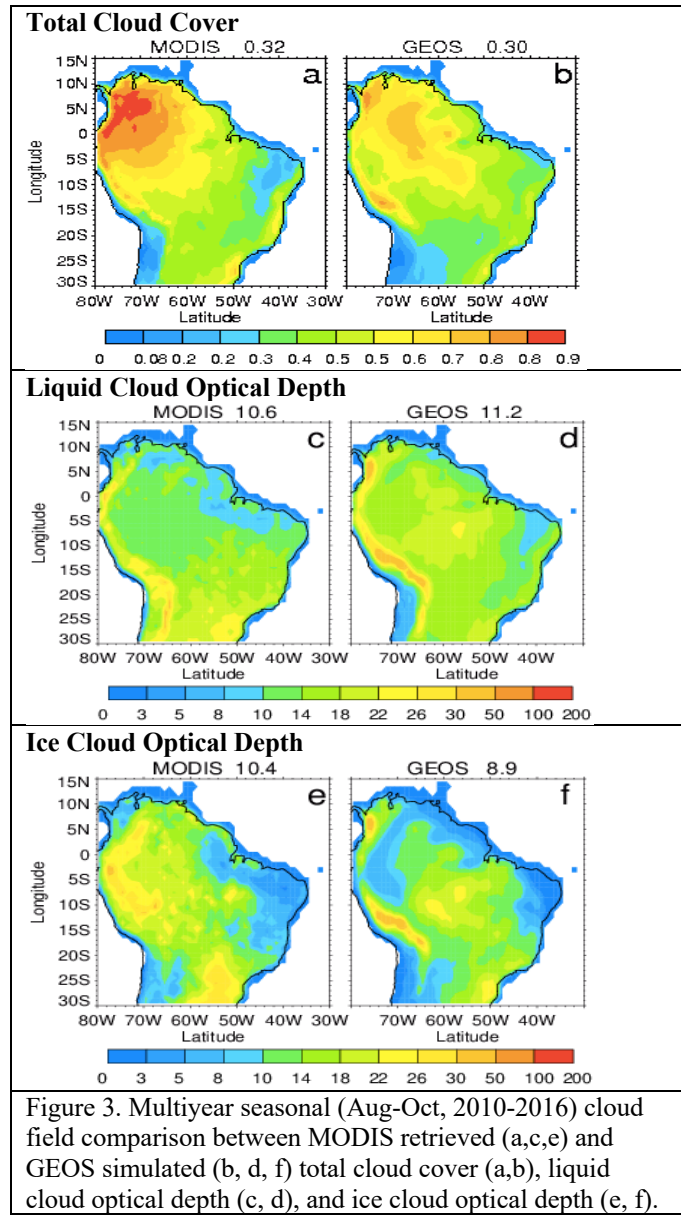 Total Cloud Cover
MODIS 0.32 GEOS 0.30
15N
10N
5N
0
5S
10S
15S
20S
25S
30S
Longitude
a b
80W 70W 60W 50W 40W 30W 70W 60W 50W 40W
Latitude Latitude
0 0.08 0.2 0.2 0.3 0.4 0.5 0.5 0.6 0.7 0.8 0.8 0.9
Liquid Cloud Optical Depth
MODIS 10.6 GEOS 11.2
15N
10N
5N
0
5S
10S
15S
20S
25S
30S
Longitude
c d
80W 70W 60W 50W 40W 30W 70W 60W 50W 40W
Latitude Latitude
0 3 5 8 10 14 18 22 26 30 50 100 200
Ice Cloud Optical Depth
MODIS 10.4 GEOS 8.9
15N
10N
5N
0
5S
10S
15S
20S
25S
30S
Longitude
e f
80W 70W 60W 50W 40W 30W 70W 60W 50W 40W
Latitude Latitude
0 3 5 8 10 14 18 22 26 30 50 100 200
Figure 3. Multiyear seasonal (Aug-Oct, 2010-2016) cloud
field comparison between MODIS retrieved (a,c,e) and
GEOS simulated (b, d, f) total cloud cover (a,b), liquid
cloud optical depth (c, d), and ice cloud optical depth (e, f).